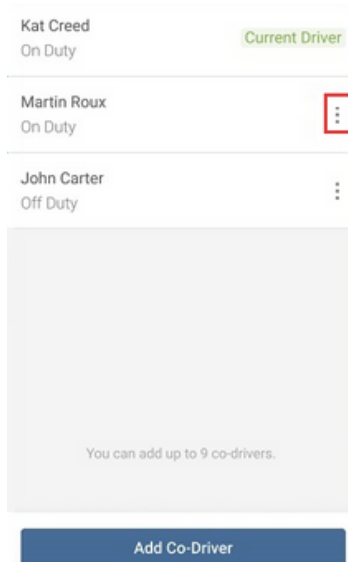 Kat Creed
On Duty
Current Driver
Martin Roux
On Duty
John Carter
Off Duty
You can add up to 9 co-drivers.
Add Co-Driver